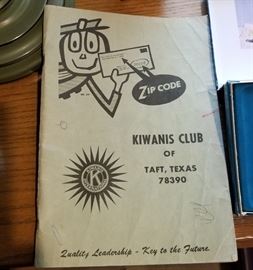 ZIP CODE
KIWANIS CLUB
OF
TAFT, TEXAS
78390
K
Quality Leadership - Key to the Future